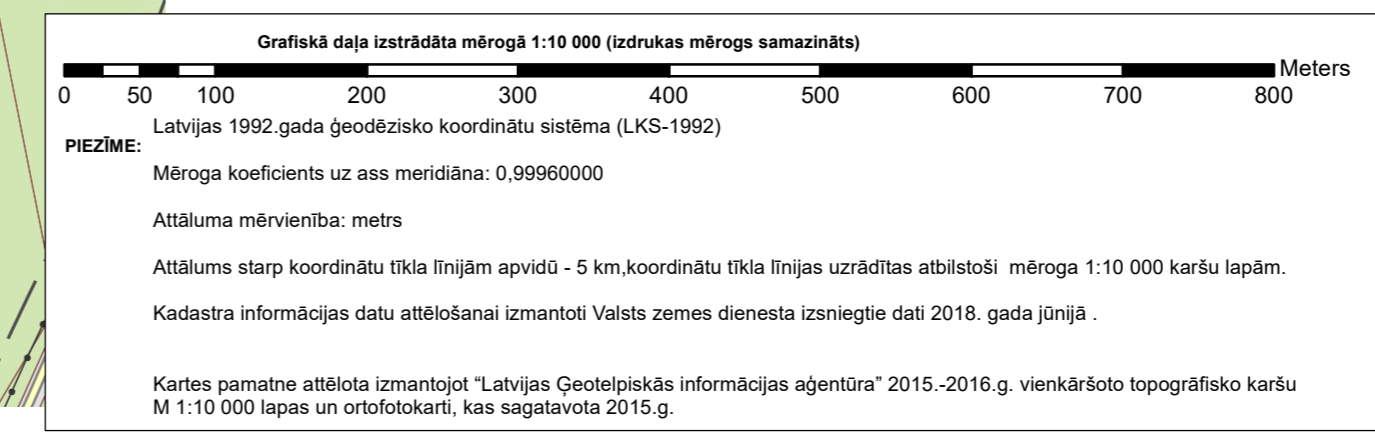 Grafiskā daļa izstrādāta mērogā 1:10 000 (izdrukas mērogs samazināts)
Meters
0 50 100 200 300 400 500 600 700 800
Latvijas 1992.gada ģeodēzisko koordinātu sistēma (LKS-1992)
PIEZĪME:
Mēroga koeficients uz ass meridiāna: 0,99960000
Attāluma mērvienība: metrs
Attālums starp koordinātu tīkla līnijām apvidū - 5 km,koordinātu tīkla līnijas uzrādītas atbilstoši mēroga 1:10 000 karšu lapām.
Kadastra informācijas datu attēlošanai izmantoti Valsts zemes dienesta izsniegtie dati 2018. gada jūnijā .
Kartes pamatne attēlota izmantojot “Latvijas Ģeotelpiskās informācijas aģentūra” 2015.-2016.g. vienkāršoto topogrāfisko karšu
M 1:10 000 lapas un ortofotokarti, kas sagatavota 2015.g.